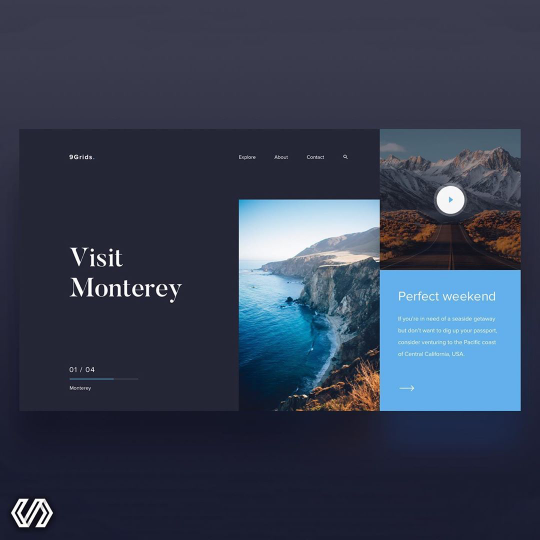 9Grids.
Explore
About
Contact
Visit
Monterey
01 / 04
Monterey
Perfect weekend
If you're in need of a seaside getaway
but don't want to dig up your passport,
consider venturing to the Pacific coast
of Central California, USA.